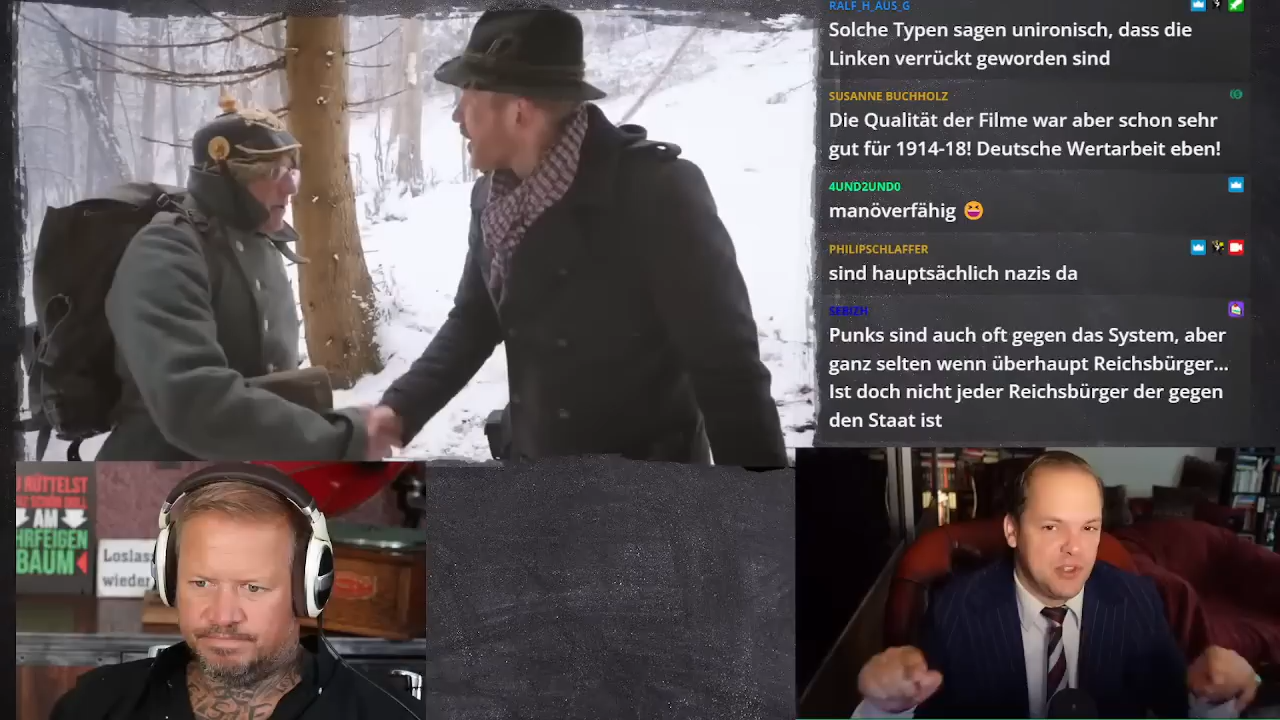 RALF_H_AUS_G
Solche Typen sagen unironisch, dass die
Linken verrückt geworden sind
SUSANNE BUCHHOLZ
Die Qualität der Filme war aber schon sehr
gut für 1914-18! Deutsche Wertarbeit eben!
4UND2UND0
manöverfähig 😆
PHILIPSCHLAFFER
sind hauptsächlich nazis da
SEBIZH
Punks sind auch oft gegen das System, aber
ganz selten wenn überhaupt Reichsbürger...
Ist doch nicht jeder Reichsbürger der gegen
den Staat ist
RÜTTELST
AM
HRFEIGEN
BAUM
Loslas
wieder